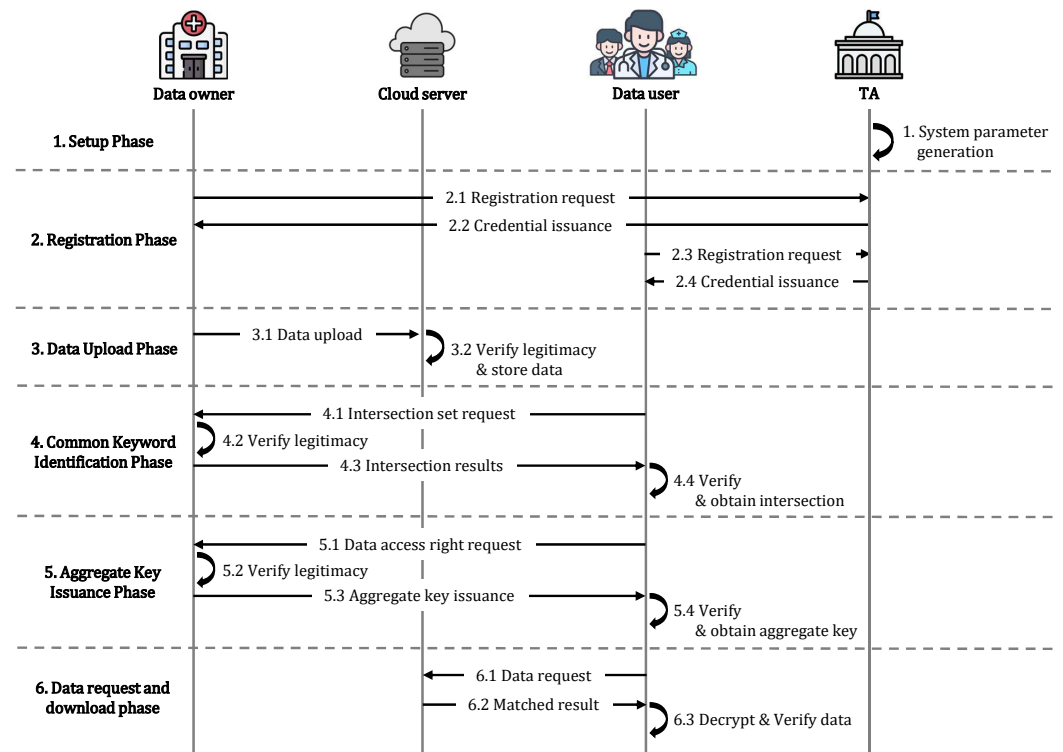 Data owner
Cloud server
Data user
TA
1. Setup Phase
1. System parameter
generation
2. Registration Phase
2.1 Registration request
2.2 Credential issuance
2.3 Registration request
2.4 Credential issuance
3. Data Upload Phase
3.1 Data upload
3.2 Verify legitimacy
& store data
4. Common Keyword
Identification Phase
4.1 Intersection set request
4.2 Verify legitimacy
4.3 Intersection results
4.4 Verify
& obtain intersection
5. Aggregate Key
Issuance Phase
5.1 Data access right request
5.2 Verify legitimacy
5.3 Aggregate key issuance
5.4 Verify
& obtain aggregate key
6. Data request and
download phase
6.1 Data request
6.2 Matched result
6.3 Decrypt & Verify data